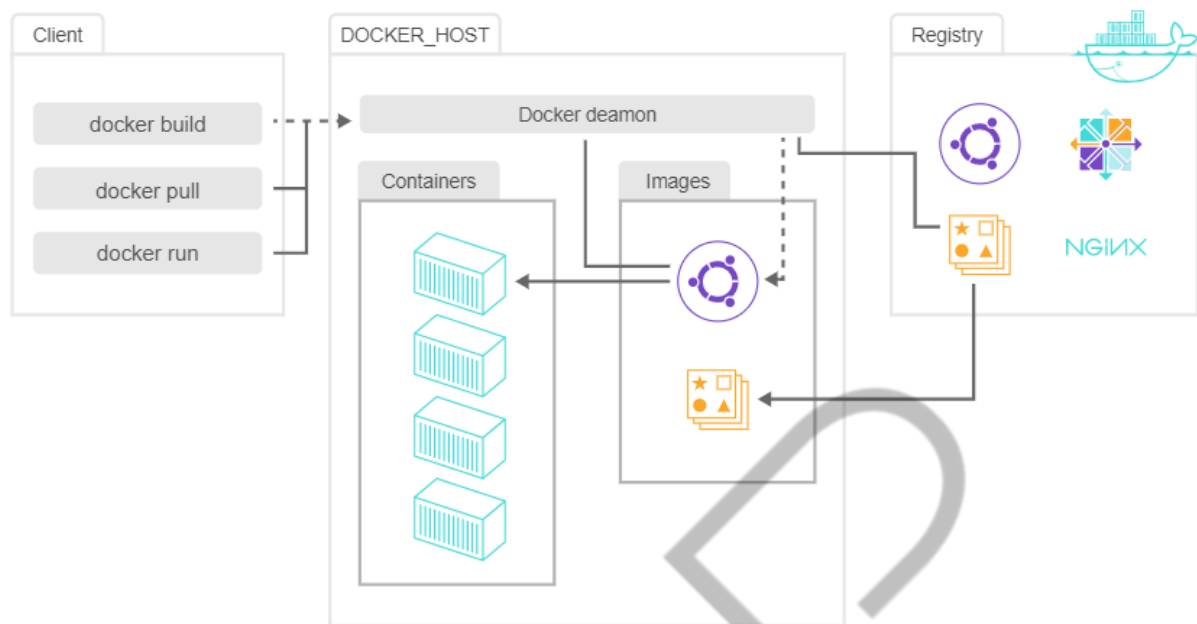 Client
docker build
docker pull
docker run
DOCKER_HOST
Docker deamon
Containers
Images
Registry
NGINX